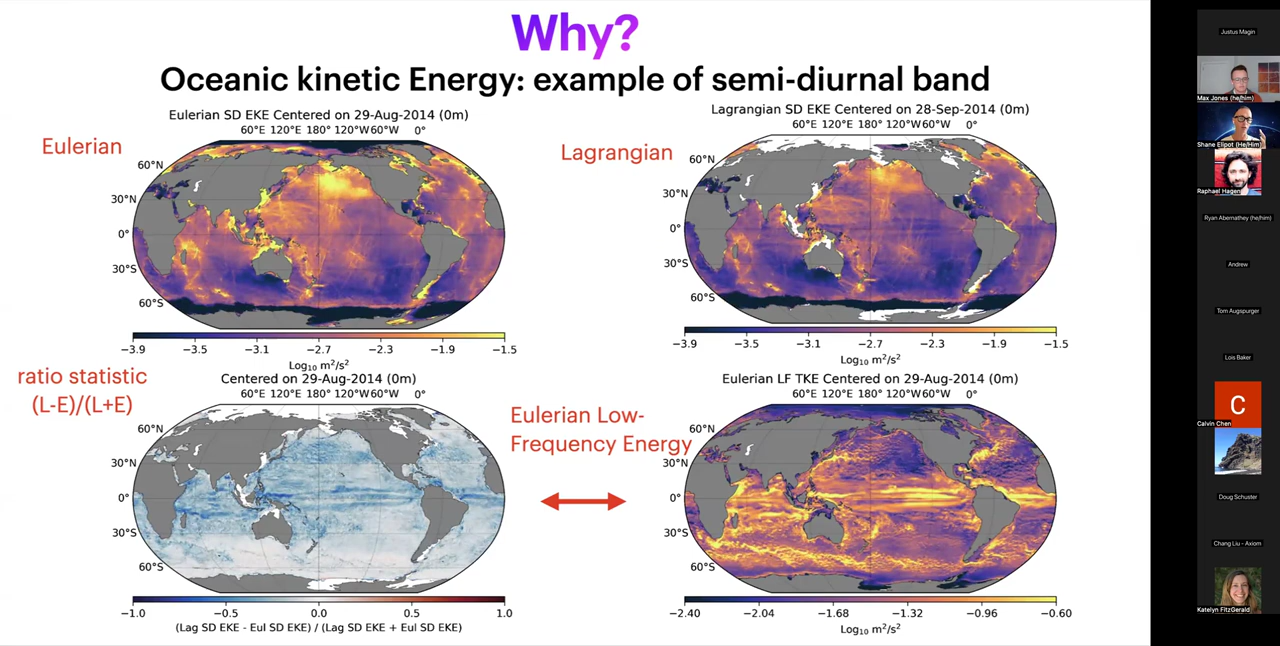 Why?
Oceanic kinetic Energy: example of semi-diurnal band
Eulerian
Eulerian SD EKE Centered on 29-Aug-2014 (0m)
60°E 120°E 180° 120°W 60°W 0°
60°N
30°N
0°
30°S
60°S
−3.9 −3.5 −3.1 −2.7 −2.3 −1.9 −1.5
Log₁₀ m²/s²
Lagrangian
Lagrangian SD EKE Centered on 28-Sep-2014 (0m)
60°E 120°E 180° 120°W 60°W 0°
60°N
30°N
0°
30°S
60°S
−3.9 −3.5 −3.1 −2.7 −2.3 −1.9 −1.5
Log₁₀ m²/s²
ratio statistic
(L-E)/(L+E)
Centered on 29-Aug-2014 (0m)
60°E 120°E 180° 120°W 60°W 0°
60°N
30°N
0°
30°S
60°S
−1.0 −0.5 0.0 0.5 1.0
(Lag SD EKE - Eul SD EKE) / (Lag SD EKE + Eul SD EKE)
Eulerian Low-
Frequency Energy
Eulerian LF TKE Centered on 29-Aug-2014 (0m)
60°E 120°E 180° 120°W 60°W 0°
60°N
30°N
0°
30°S
60°S
−2.40 −2.04 −1.68 −1.32 −0.96 −0.60
Log₁₀ m²/s²
Justus Magin
Max Jones (he/him)
Shane Elipot (He/Him)
Raphael Hagen
Ryan Abernathey (he/him)
Andrew
Tom Augspurger
Lois Baker
C
Calvin Chen
Doug Schuster
Chang Liu - Axiom
Katelyn FitzGerald